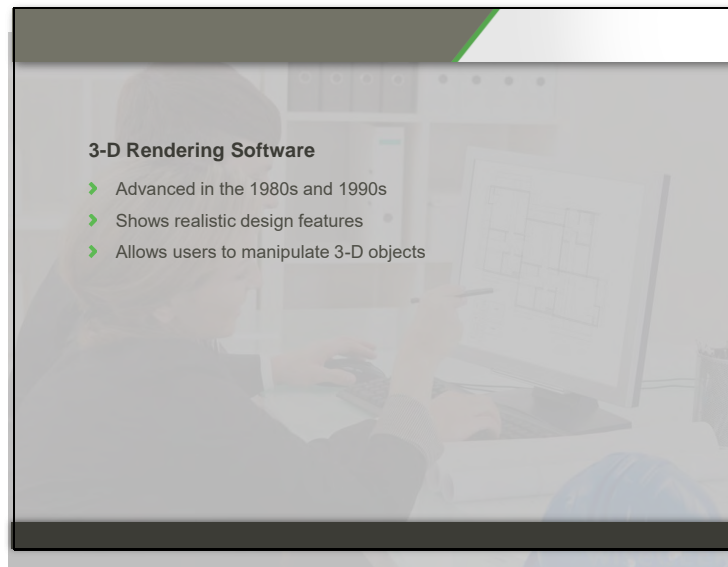 3-D Rendering Software
Advanced in the 1980s and 1990s
Shows realistic design features
Allows users to manipulate 3-D objects